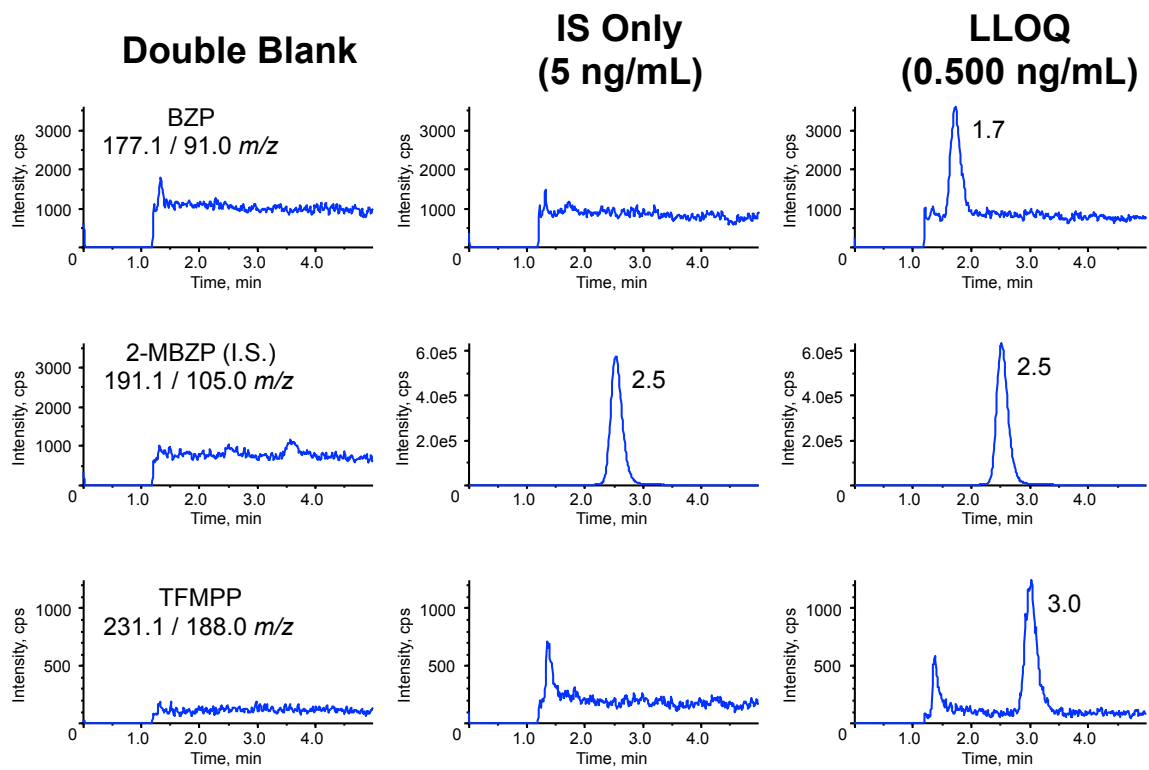 Double Blank
IS Only
(5 ng/mL)
LLOQ
(0.500 ng/mL)
Intensity, cps
3000
2000
1000
0
BZP
177.1 / 91.0 m/z
1.0
2.0
3.0
4.0
Time, min
Intensity, cps
3000
2000
1000
0
1.0
2.0
3.0
4.0
Time, min
Intensity, cps
3000
2000
1000
0
1.7
1.0
2.0
3.0
4.0
Time, min
Intensity, cps
3000
2000
1000
0
2-MBZP (I.S.)
191.1 / 105.0 m/z
1.0
2.0
3.0
4.0
Time, min
Intensity, cps
6.0e5
4.0e5
2.0e5
0
2.5
1.0
2.0
3.0
4.0
Time, min
Intensity, cps
6.0e5
4.0e5
2.0e5
0
2.5
1.0
2.0
3.0
4.0
Time, min
Intensity, cps
1000
500
0
TFMPP
231.1 / 188.0 m/z
1.0
2.0
3.0
4.0
Time, min
Intensity, cps
1000
500
0
1.0
2.0
3.0
4.0
Time, min
Intensity, cps
1000
500
0
3.0
1.0
2.0
3.0
4.0
Time, min